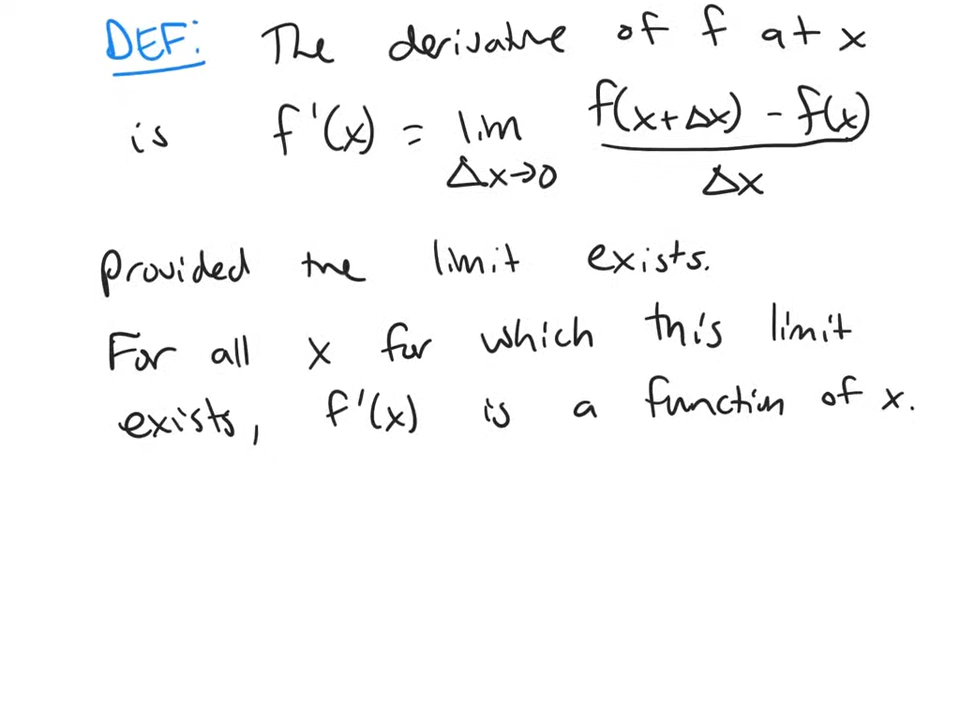 DEF: The derivative of f at x
is f'(x) = lim Δx→0 f(x+Δx) - f(x) / Δx
provided the limit exists.
For all x for which this limit
exists, f'(x) is a function of x.